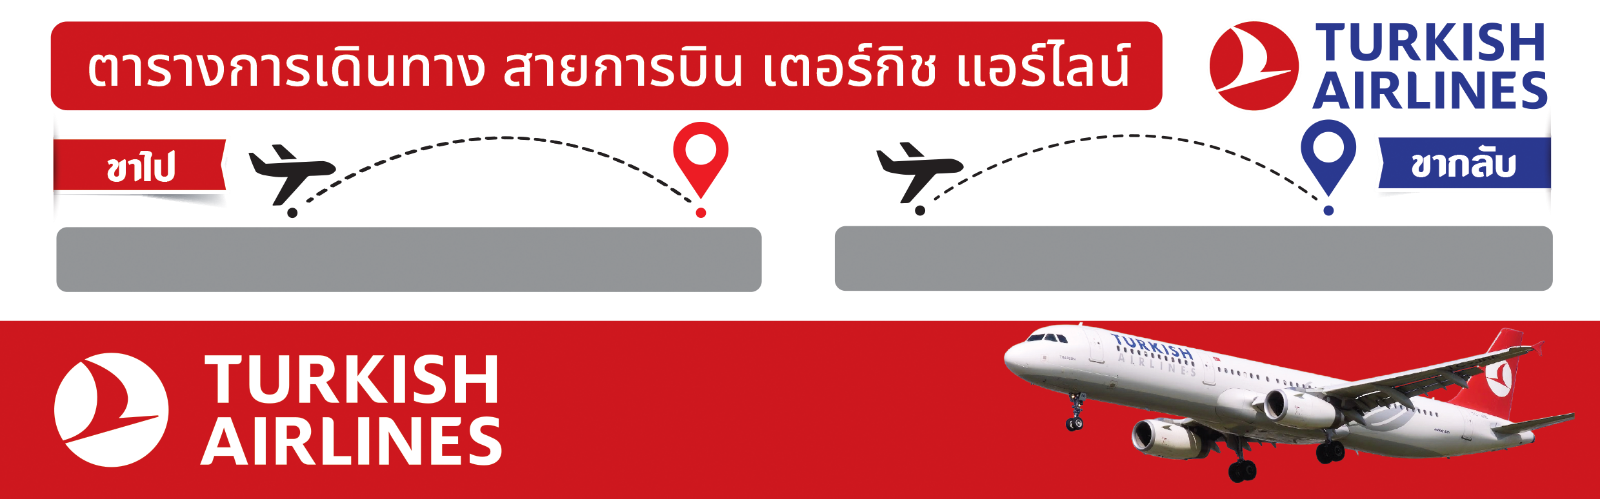 ตารางการเดินทาง สายการบิน เตอร์กิช แอร์ไลน์
TURKISH
AIRLINES
ขาไป
ขากลับ
TURKISH
AIRLINES
TURKISH
AIRLINES